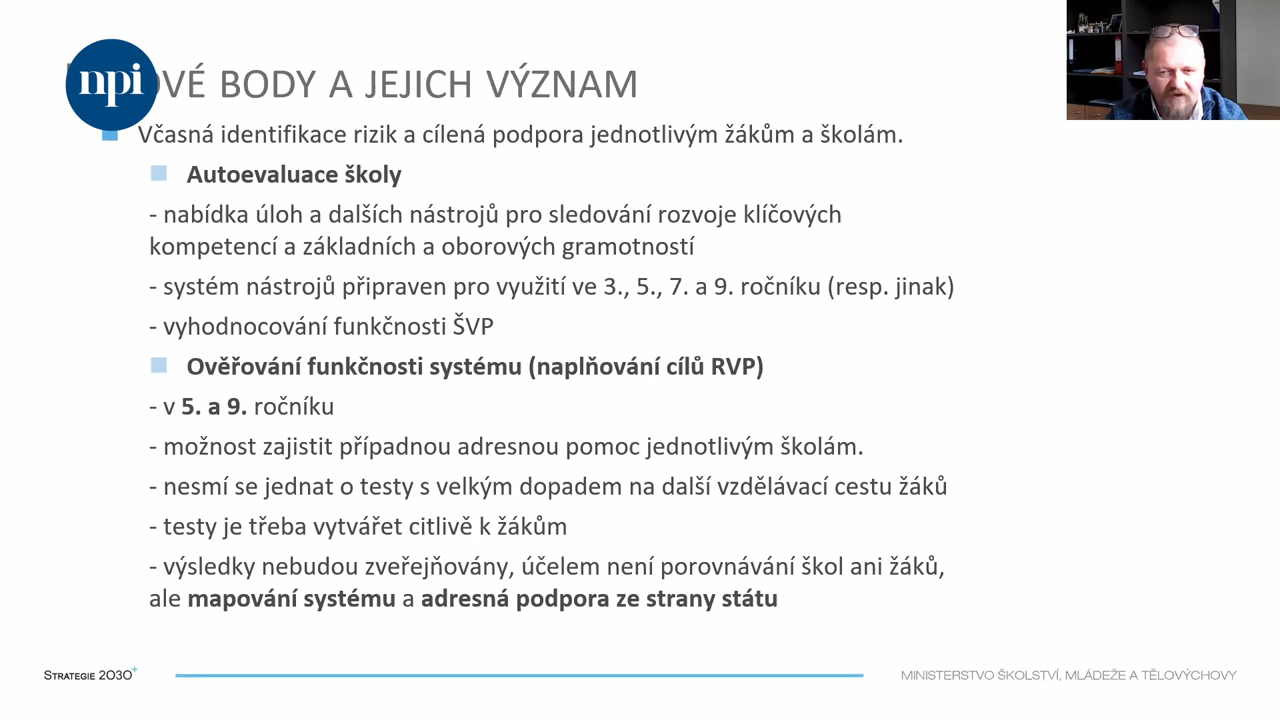 npi
VÉ BODY A JEJICH VÝZNAM
Včasná identifikace rizik a cílená podpora jednotlivým žákům a školám.
Autoevaluace školy
- nabídka úloh a dalších nástrojů pro sledování rozvoje klíčových
kompetencí a základních a oborových gramotností
- systém nástrojů připraven pro využití ve 3., 5., 7. a 9. ročníku (resp. jinak)
- vyhodnocování funkčnosti ŠVP
Ověřování funkčnosti systému (naplňování cílů RVP)
- v 5. a 9. ročníku
- možnost zajistit případnou adresnou pomoc jednotlivým školám.
- nesmí se jednat o testy s velkým dopadem na další vzdělávací cestu žáků
- testy je třeba vytvářet citlivě k žákům
- výsledky nebudou zveřejňovány, účelem není porovnávání škol ani žáků,
ale mapování systému a adresná podpora ze strany státu
STRATEGIE 2030+
MINISTERSTVO ŠKOLSTVÍ, MLÁDEŽE A TĚLOVÝCHOVY